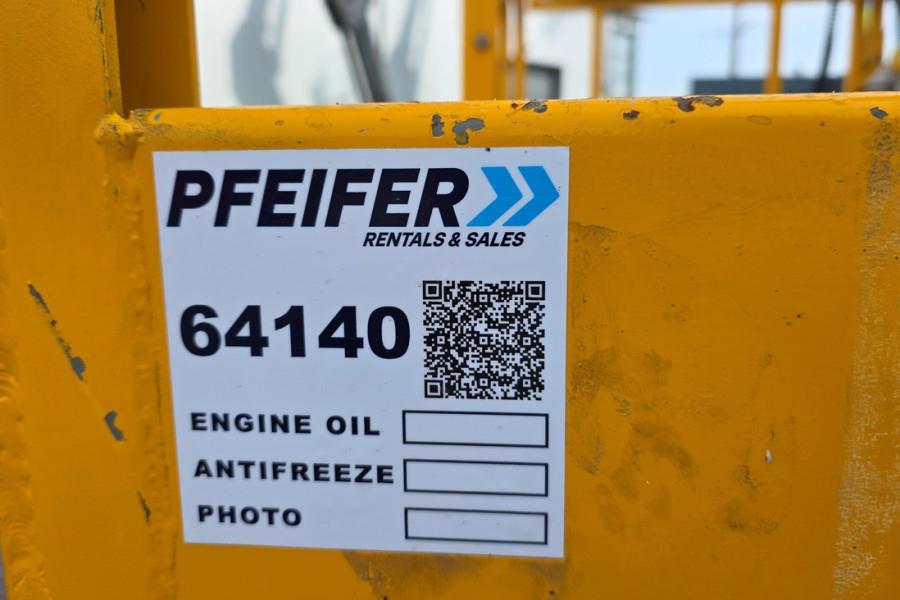 PFEIFER
RENTALS & SALES
64140
ENGINE OIL
ANTIFREEZE
PHOTO